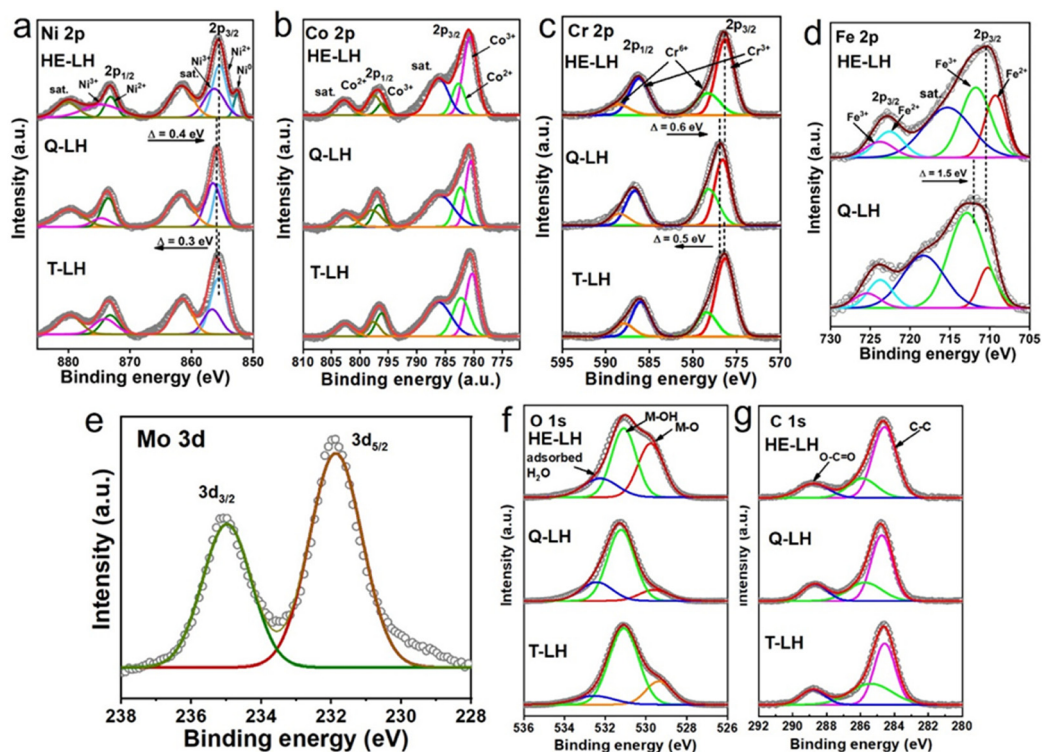 a
Ni 2p
HE-LH
2p3/2
Ni3+
Ni2+
Ni0
sat.
2p1/2
sat.
Ni3+
Ni2+
Δ = 0.4 eV
Q-LH
Δ = 0.3 eV
T-LH
Intensity (a.u.)
880 870 860 850
Binding energy (eV)
b
Co 2p
HE-LH
2p3/2
Co3+
Co2+
sat.
2p1/2
Co2+
Co3+
sat.
Q-LH
T-LH
Intensity (a.u.)
810 800 795 790 785 780 775
Binding energy (a.u.)
c
Cr 2p
HE-LH
2p3/2
2p1/2
Cr6+
Cr3+
Δ = 0.6 eV
Q-LH
Δ = 0.5 eV
T-LH
Intensity (a.u.)
595 590 585 580 575 570
Binding energy (eV)
d
Fe 2p
HE-LH
2p3/2
Fe3+
Fe2+
sat.
2p3/2
Fe3+
Fe2+
Δ = 1.5 eV
Q-LH
Intensity (a.u.)
730 725 720 715 710 705
Binding energy (eV)
e
Mo 3d
3d5/2
3d3/2
Intensity (a.u.)
238 236 234 232 230 228
Binding energy (eV)
f
O 1s
HE-LH
adsorbed
H2O
M-OH
M-O
Q-LH
T-LH
Intensity (a.u.)
536 534 532 530 528 526
Binding energy (eV)
g
C 1s
HE-LH
C-C
O-C=O
Q-LH
T-LH
Intensity (a.u.)
292 290 288 286 284 282 280
Binding energy (eV)